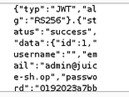 {"typ":"JWT","al
g":"RS256"}.{"st
atus":"success",
"data":{"id":1,"
username":"","em
ail":"admin@juic
e-sh.op","passwo
rd":"0192023a7bb